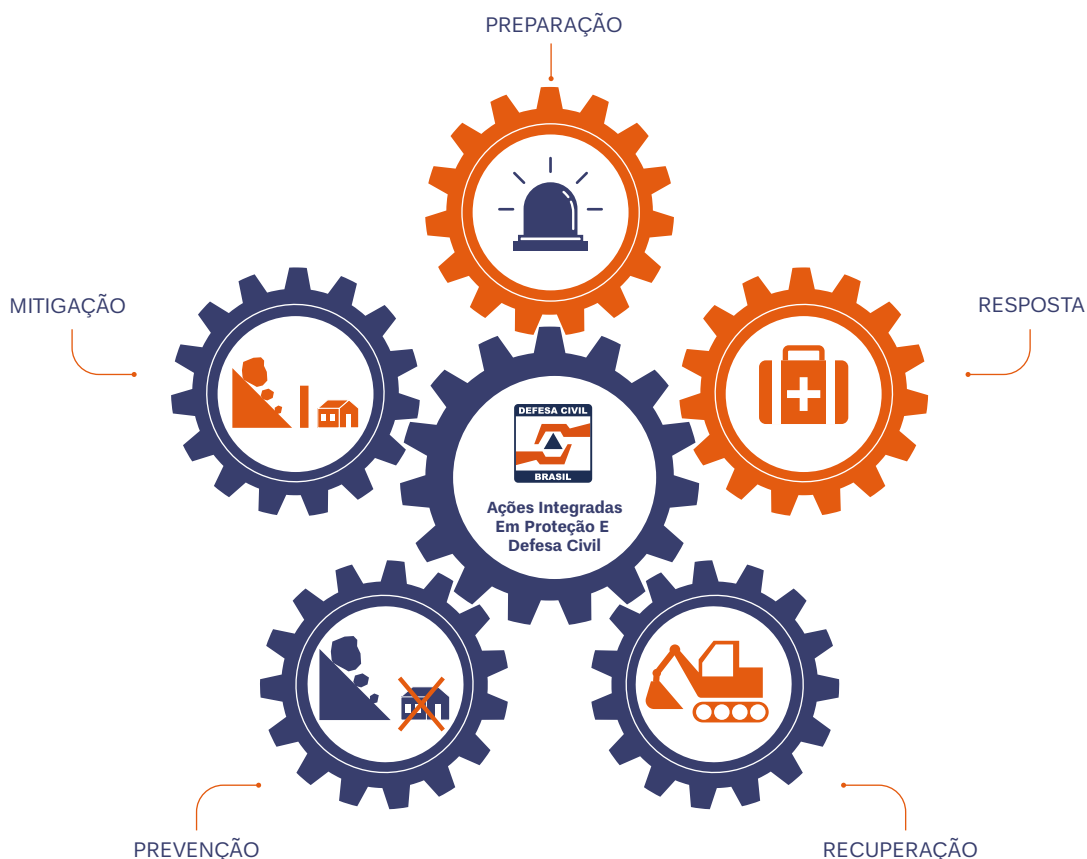 PREPARAÇÃO
MITIGAÇÃO
RESPOSTA
DEFESA CIVIL
BRASIL
Ações Integradas
Em Proteção E
Defesa Civil
PREVENÇÃO
RECUPERAÇÃO